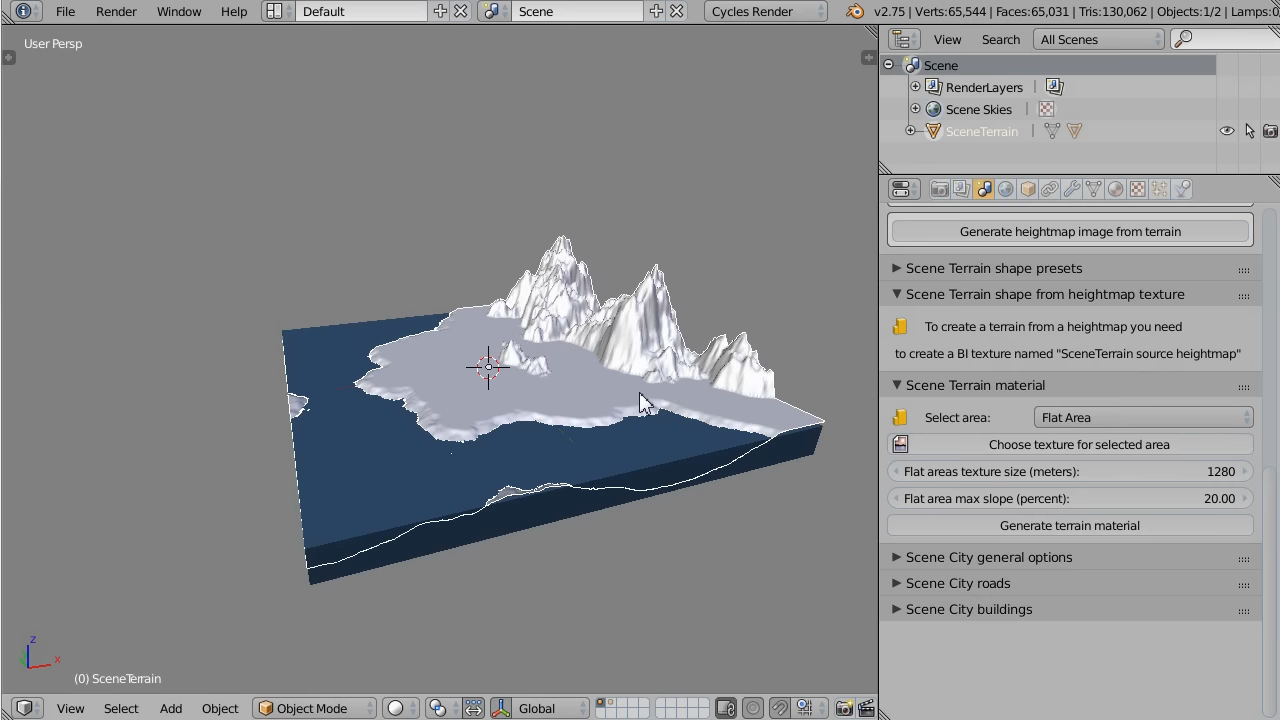 File Render Window Help Default Scene Cycles Render v2.75 | Verts:65,544 | Faces:65,031 | Tris:130,062 | Objects:1/2 | Lamps:0
User Persp
View Search All Scenes
Scene
RenderLayers
Scene Skies
SceneTerrain
Generate heightmap image from terrain
Scene Terrain shape presets
Scene Terrain shape from heightmap texture
To create a terrain from a heightmap you need
to create a BI texture named "SceneTerrain source heightmap"
Scene Terrain material
Select area: Flat Area
Choose texture for selected area
Flat areas texture size (meters): 1280
Flat area max slope (percent): 20.00
Generate terrain material
Scene City general options
Scene City roads
Scene City buildings
z
x
(0) SceneTerrain
View Select Add Object Object Mode Global